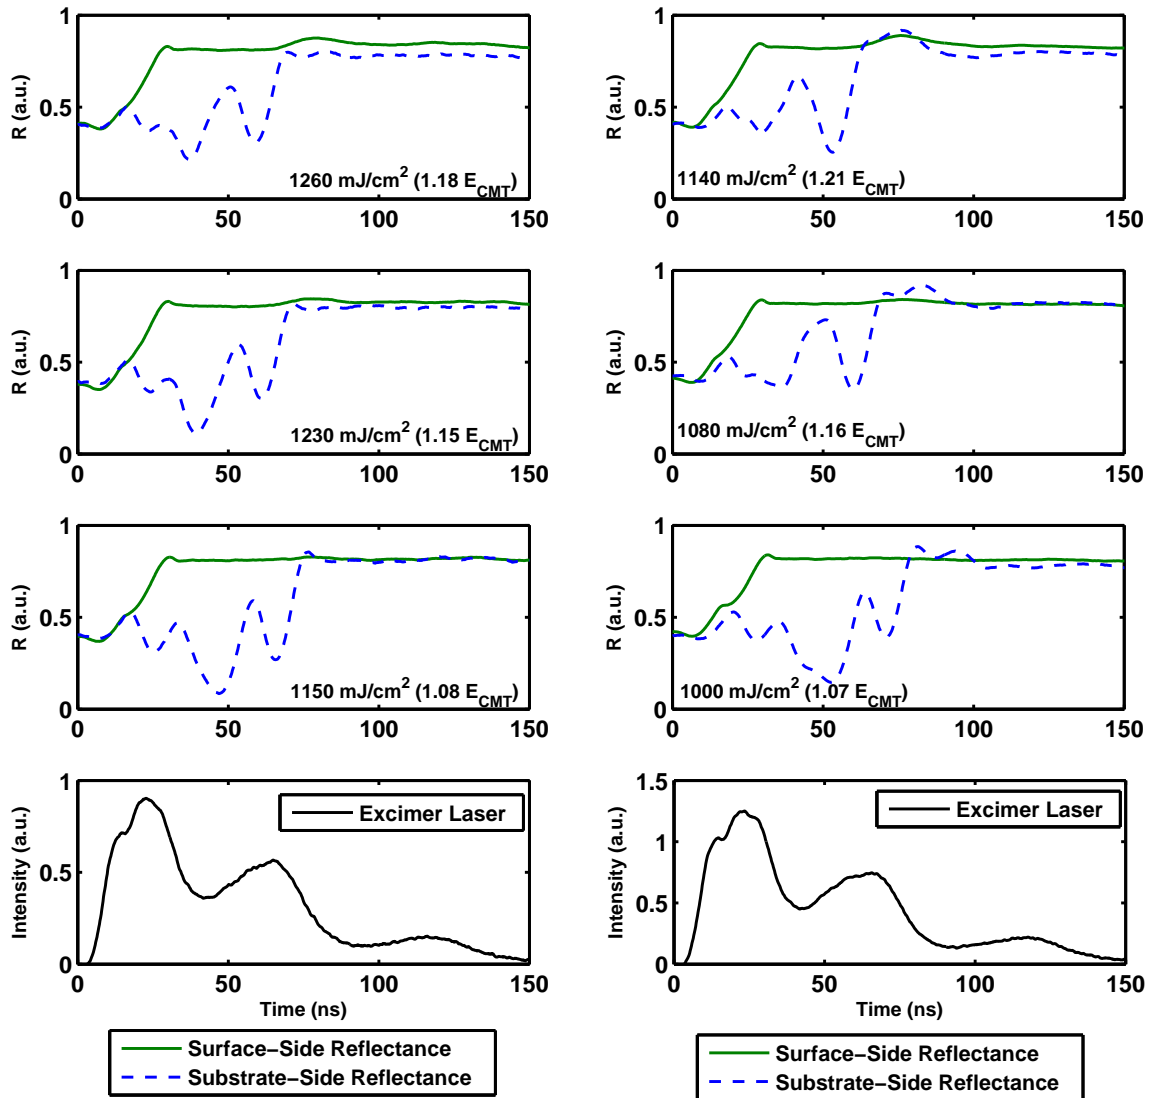 1
0.5
0
R (a.u.)
0 50 100 150
1260 mJ/cm² (1.18 E_CMT)
1
0.5
0
R (a.u.)
0 50 100 150
1140 mJ/cm² (1.21 E_CMT)
1
0.5
0
R (a.u.)
0 50 100 150
1230 mJ/cm² (1.15 E_CMT)
1
0.5
0
R (a.u.)
0 50 100 150
1080 mJ/cm² (1.16 E_CMT)
1
0.5
0
R (a.u.)
0 50 100 150
1150 mJ/cm² (1.08 E_CMT)
1
0.5
0
R (a.u.)
0 50 100 150
1000 mJ/cm² (1.07 E_CMT)
1
0.5
0
Intensity (a.u.)
Excimer Laser
0 50 100 150
Time (ns)
1.5
1
0.5
0
Intensity (a.u.)
Excimer Laser
0 50 100 150
Time (ns)
Surface−Side Reflectance
Substrate−Side Reflectance
Surface−Side Reflectance
Substrate−Side Reflectance